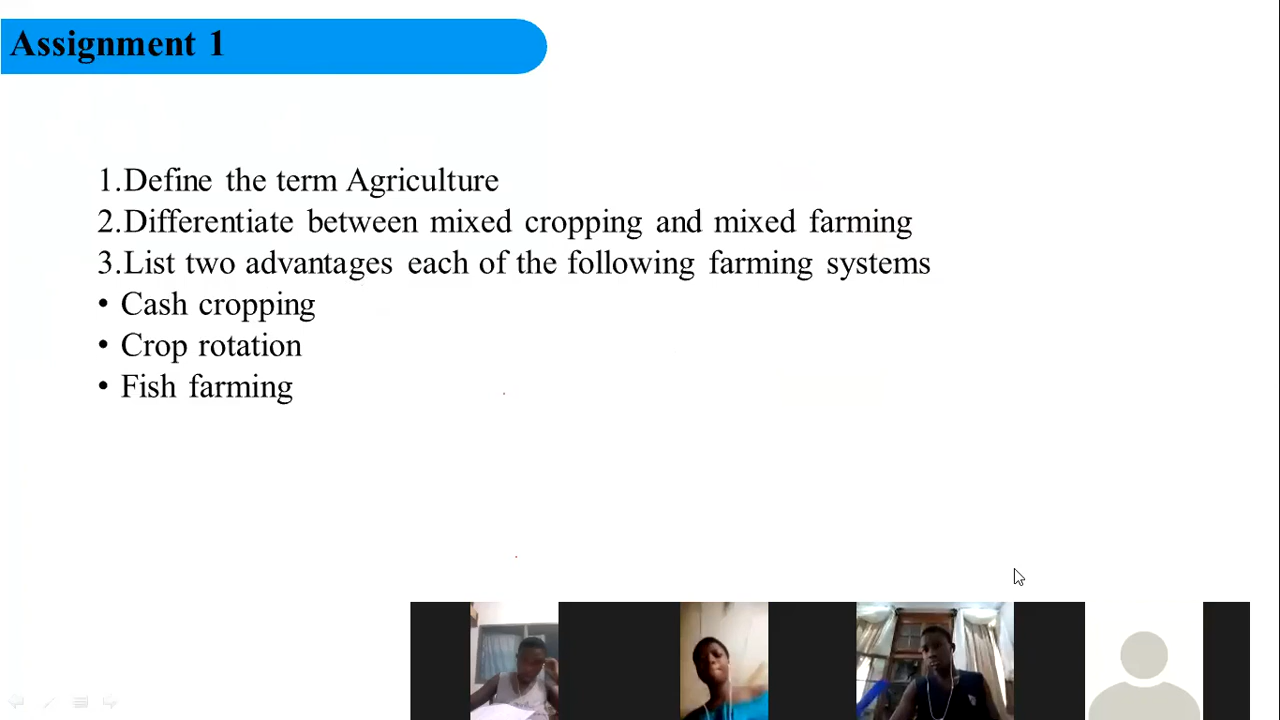 Assignment 1
1.Define the term Agriculture
2.Differentiate between mixed cropping and mixed farming
3.List two advantages each of the following farming systems
• Cash cropping
• Crop rotation
• Fish farming